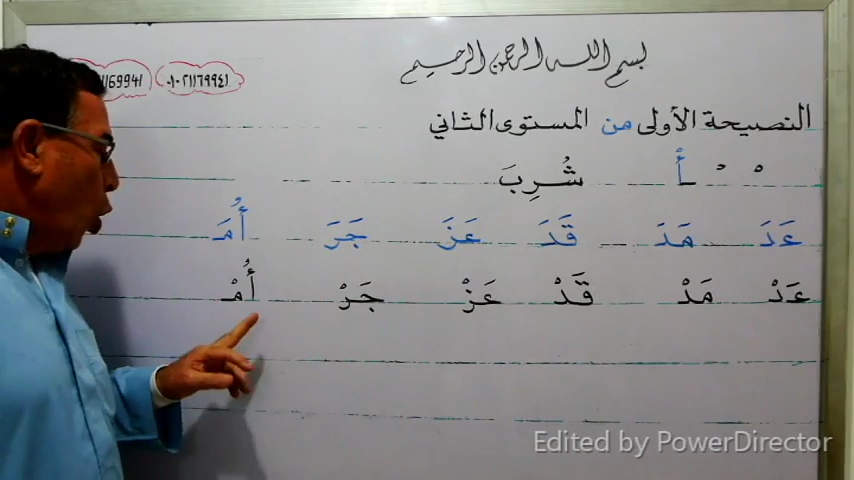 بسم الله الرحمن الرحيم
٠١٠٢١١٦٩٩٤١
النصيحة الأولى من المستوى الثاني
أْ شُرِبَ
عَدَ مَدَ قَدَ عَزَ جَرَ أُمَ
عَدْ مَدْ قَدْ عَزْ جَرْ أُمْ
Edited by PowerDirector